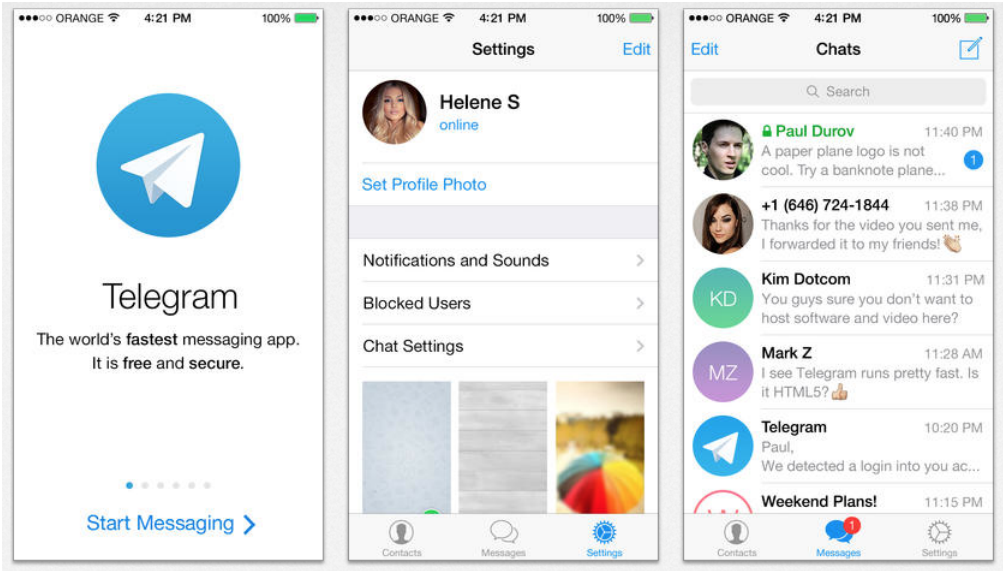 ORANGE 4:21 PM 100%
Telegram
The world's fastest messaging app.
It is free and secure.
Start Messaging
ORANGE 4:21 PM 100%
Settings Edit
Helene S
online
Set Profile Photo
Notifications and Sounds
Blocked Users
Chat Settings
Contacts Messages Settings
ORANGE 4:21 PM 100%
Edit Chats
Search
Paul Durov 11:40 PM
A paper plane logo is not
cool. Try a banknote plane... 1
+1 (646) 724-1844 11:38 PM
Thanks for the video you sent me,
I forwarded it to my friends!👏
KD
Kim Dotcom 11:31 PM
You guys sure you don't want to
host software and video here?
MZ
Mark Z 11:28 AM
I see Telegram runs pretty fast. Is
it HTML5?👍
Telegram 10:20 PM
Paul,
We detected a login into you ac...
Weekend Plans! 11:15 PM
1
Contacts Messages Settings